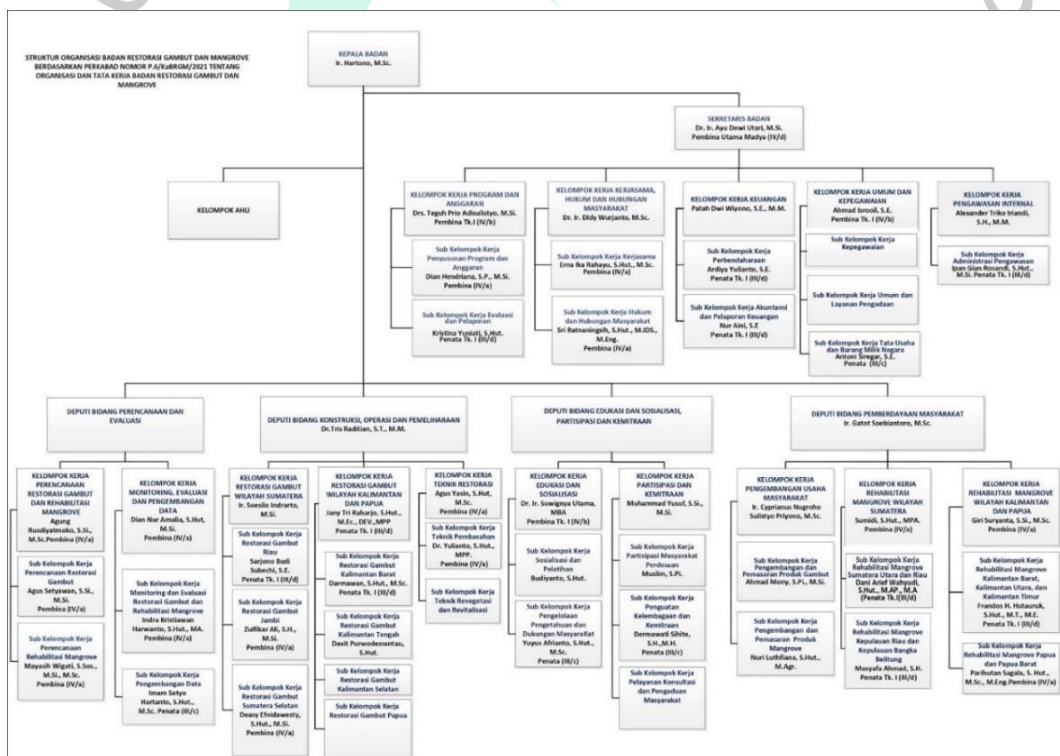 STRUKTUR ORGANISASI BADAN RESTORASI GAMBUT DAN MANGROVE
BERDASARKAN PERKABAD NOMOR P.6/KaBRGM/2021 TENTANG
ORGANISASI DAN TATA KERJA BADAN RESTORASI GAMBUT DAN
MANGROVE
KEPALA BADAN
Ir. Hartono, M.Sc.
SEKRETARIS BADAN
Dr. Ir. Ayu Dewi Utari, M.Si.
Pembina Utama Madya (IV/d)
KELOMPOK AHLI
KELOMPOK KERJA PROGRAM DAN
ANGGARAN
Drs. Teguh Prio Adisulistyo, M.Si.
Pembina Tk.I (IV/b)
Sub Kelompok Kerja
Penyusunan Program dan
Anggaran
Dian Hendriana, S.P., M.Si.
Pembina (IV/a)
Sub Kelompok Kerja Evaluasi
dan Pelaporan
Kristina Yuniati, S.Hut.
Penata Tk. I (III/d)
KELOMPOK KERJA KERJASAMA,
HUKUM DAN HUBUNGAN
MASYARAKAT
Dr. Ir. Didy Wurjanto, M.Sc.
Sub Kelompok Kerja Kerjasama
Erna Ika Rahayu, S.Hut., M.Sc.
Pembina (IV/a)
Sub Kelompok Kerja Hukum
dan Hubungan Masyarakat
Sri Ratnaningsih, S.Hut., M.IDS.,
M.Eng.
Pembina (IV/a)
KELOMPOK KERJA KEUANGAN
Patah Dwi Wiyono, S.E., M.M.
Sub Kelompok Kerja
Perbendaharaan
Ardiya Yulianto, S.E.
Penata Tk. I (III/d)
Sub Kelompok Kerja Akuntansi
dan Pelaporan Keuangan
Nur Aini, S.E
Penata Tk. I (III/d)
KELOMPOK KERJA UMUM DAN
KEPEGAWAIAN
Ahmad Isrooil, S.E.
Pembina Tk. I (IV/b)
Sub Kelompok Kerja
Kepegawaian
Sub Kelompok Kerja Umum dan
Layanan Pengadaan
Sub Kelompok Kerja Tata Usaha
dan Barang Milik Negara
Antoni Siregar, S.E.
Penata (III/c)
KELOMPOK KERJA
PENGAWASAN INTERNAL
Alexander Triko Iriandi,
S.H., M.M.
Sub Kelompok Kerja
Administrasi Pengawasan
Ipan Gian Rosandi, S.Hut.,
M.Si. Penata Tk. I (III/d)
DEPUTI BIDANG PERENCANAAN DAN
EVALUASI
KELOMPOK KERJA
PERENCANAAN
RESTORASI GAMBUT
DAN REHABILITASI
MANGROVE
Agung
Rusdiyatmoko, S.Si.,
M.Sc.Pembina (IV/a)
Sub Kelompok Kerja
Perencanaan Restorasi
Gambut
Agus Setyawan, S.Si.,
M.Si.
Pembina (IV/a)
Sub Kelompok Kerja
Perencanaan
Rehabilitasi Mangrove
Mayasih Wigati, S.Sos.,
M.Si., M.Sc.
Pembina (IV/a)
KELOMPOK KERJA
MONITORING, EVALUASI
DAN PENGEMBANGAN
DATA
Dian Nur Amalia, S.Hut,
M.Si.
Pembina (IV/a)
Sub Kelompok Kerja
Monitoring dan Evaluasi
Restorasi Gambut dan
Rehabilitasi Mangrove
Indra Kristiawan
Harwanto, S.Hut., MA.
Pembina (IV/a)
Sub Kelompok Kerja
Pengembangan Data
Imam Setyo
Hartanto, S.Hut.,
M.Sc. Penata (III/c)
DEPUTI BIDANG KONSTRUKSI, OPERASI DAN PEMELIHARAAN
Dr.Tris Raditian, S.T., M.M.
KELOMPOK KERJA
RESTORASI GAMBUT
WILAYAH SUMATERA
Ir. Soesilo Indrarto,
M.Si.
Sub Kelompok Kerja
Restorasi Gambut
Riau
Sarjono Budi
Subechi, S.E.
Penata Tk. I (III/d)
Sub Kelompok Kerja
Restorasi Gambut
Jambi
Zulfikar Ali, S.H.,
M.Si.
Pembina (IV/a)
Sub Kelompok Kerja
Restorasi Gambut
Sumatera Selatan
Deasy Efnidawesty,
S.Hut., M.Si.
Pembina (IV/a)
KELOMPOK KERJA
RESTORASI GAMBUT
WILAYAH KALIMANTAN
DAN PAPUA
Jany Tri Raharjo, S.Hut.,
M.Ec., DEV.,MPP
Penata Tk. I (III/d)
Sub Kelompok Kerja
Restorasi Gambut
Kalimantan Barat
Darmawan, S.Hut., M.Sc.
Penata Tk. I (III/d)
Sub Kelompok Kerja
Restorasi Gambut
Kalimantan Tengah
Davit
S.Hut.
Sub Kelompok Kerja
Restorasi Gambut
Kalimantan Selatan
Sub Kelompok Kerja
Restorasi Gambut Papua
KELOMPOK KERJA
TEKNIK RESTORASI
Agus Yasin, S.Hut,
M.Sc.
Pembina (IV/a)
Sub Kelompok Kerja
Teknik Pembasahan
Dr. Yulianto, S.Hut.,
MPP.
Pembina (IV/a)
Sub Kelompok Kerja
Teknik Revegetasi dan
Revitalisasi
DEPUTI BIDANG EDUKASI DAN SOSIALISASI,
PARTISIPASI DAN KEMITRAAN
KELOMPOK KERJA
EDUKASI DAN
SOSIALISASI
Dr. Ir. Suwignya Utama,
MBA
Pembina Tk. I (IV/b)
Sub Kelompok Kerja
Sosialisasi dan
Pelatihan
Budiyanto, S.Hut.
Sub Kelompok Kerja
Pengelolaan
Pengetahuan dan
Dukungan Masyarakat
Yuyus Afrianto, S.Hut.,
M.Sc.
Penata (III/c)
KELOMPOK KERJA
PARTISIPASI DAN
KEMITRAAN
Muhammad Yusuf, S.Si.,
M.Si.
Sub Kelompok Kerja
Partisipasi Masyarakat
Perdesaan
Muslim, S.Pi.
Sub Kelompok Kerja
Penguatan
Kelembagaan dan
Kemitraan
Dermawati Sihite,
S.H.,M.H.
Penata (III/c)
Sub Kelompok Kerja
Pelayanan Konsultasi
dan Pengaduan
Masyarakat
DEPUTI BIDANG PEMBERDAYAAN MASYARAKAT
Ir. Gatot Soebiantoro, M.Sc.
KELOMPOK KERJA
PENGEMBANGAN USAHA
MASYARAKAT
Ir. Cyprianus Nugroho
Sulistyo Priyono, M.Sc.
Sub Kelompok Kerja
Pengembangan dan
Pemasaran Produk Gambut
Ahmad Mony, S.Pi., M.Si.
Sub Kelompok Kerja
Pengembangan dan
Pemasaran Produk
Mangrove
Nuri Luthfiana, S.Hut.,
M.Agr.
KELOMPOK KERJA
REHABILITASI
MANGROVE WILAYAH
SUMATERA
Sumidi, S.Hut., MPA.
Pembina (IV/a)
Sub Kelompok Kerja
Rehabilitasi Mangrove
Sumatera Utara dan Riau
Dani Arief Wahyudi,
S.Hut., M.AP., M.A
(Penata Tk.I(III/d)
Sub Kelompok Kerja
Rehabilitasi Mangrove
Kepulauan Riau dan
Kepulauan Bangka
Belitung
Musyafa Ahmad, S.H.
Penata Tk. I (III/d)
KELOMPOK KERJA
REHABILITASI MANGROVE WILAYAH
KALIMANTAN DAN
PAPUA
Giri Suryanta, S.Si., M.Sc.
Pembina (IV/a)
Sub Kelompok Kerja
Rehabilitasi Mangrove
Kalimantan Barat,
Kalimantan Utara, dan
Kalimantan Timur
Frandos H. Hutauruk,
S.Hut., M.T., M.E.
Penata Tk. I (III/d)
Sub Kelompok Kerja
Rehabilitasi Mangrove Papua
dan Papua Barat
Parihutan Sagala, S. Hut.,
M.Sc., M.Eng.Pembina (IV/a)